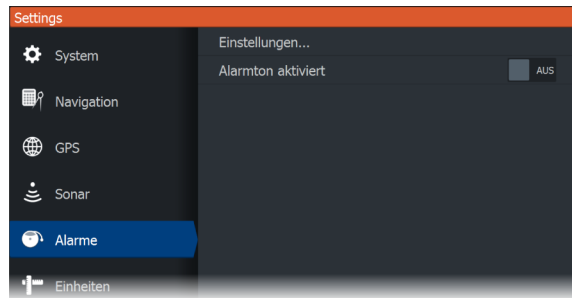 Settings
System
Navigation
GPS
Sonar
Alarme
Einheiten
Einstellungen...
Alarmton aktiviert AUS